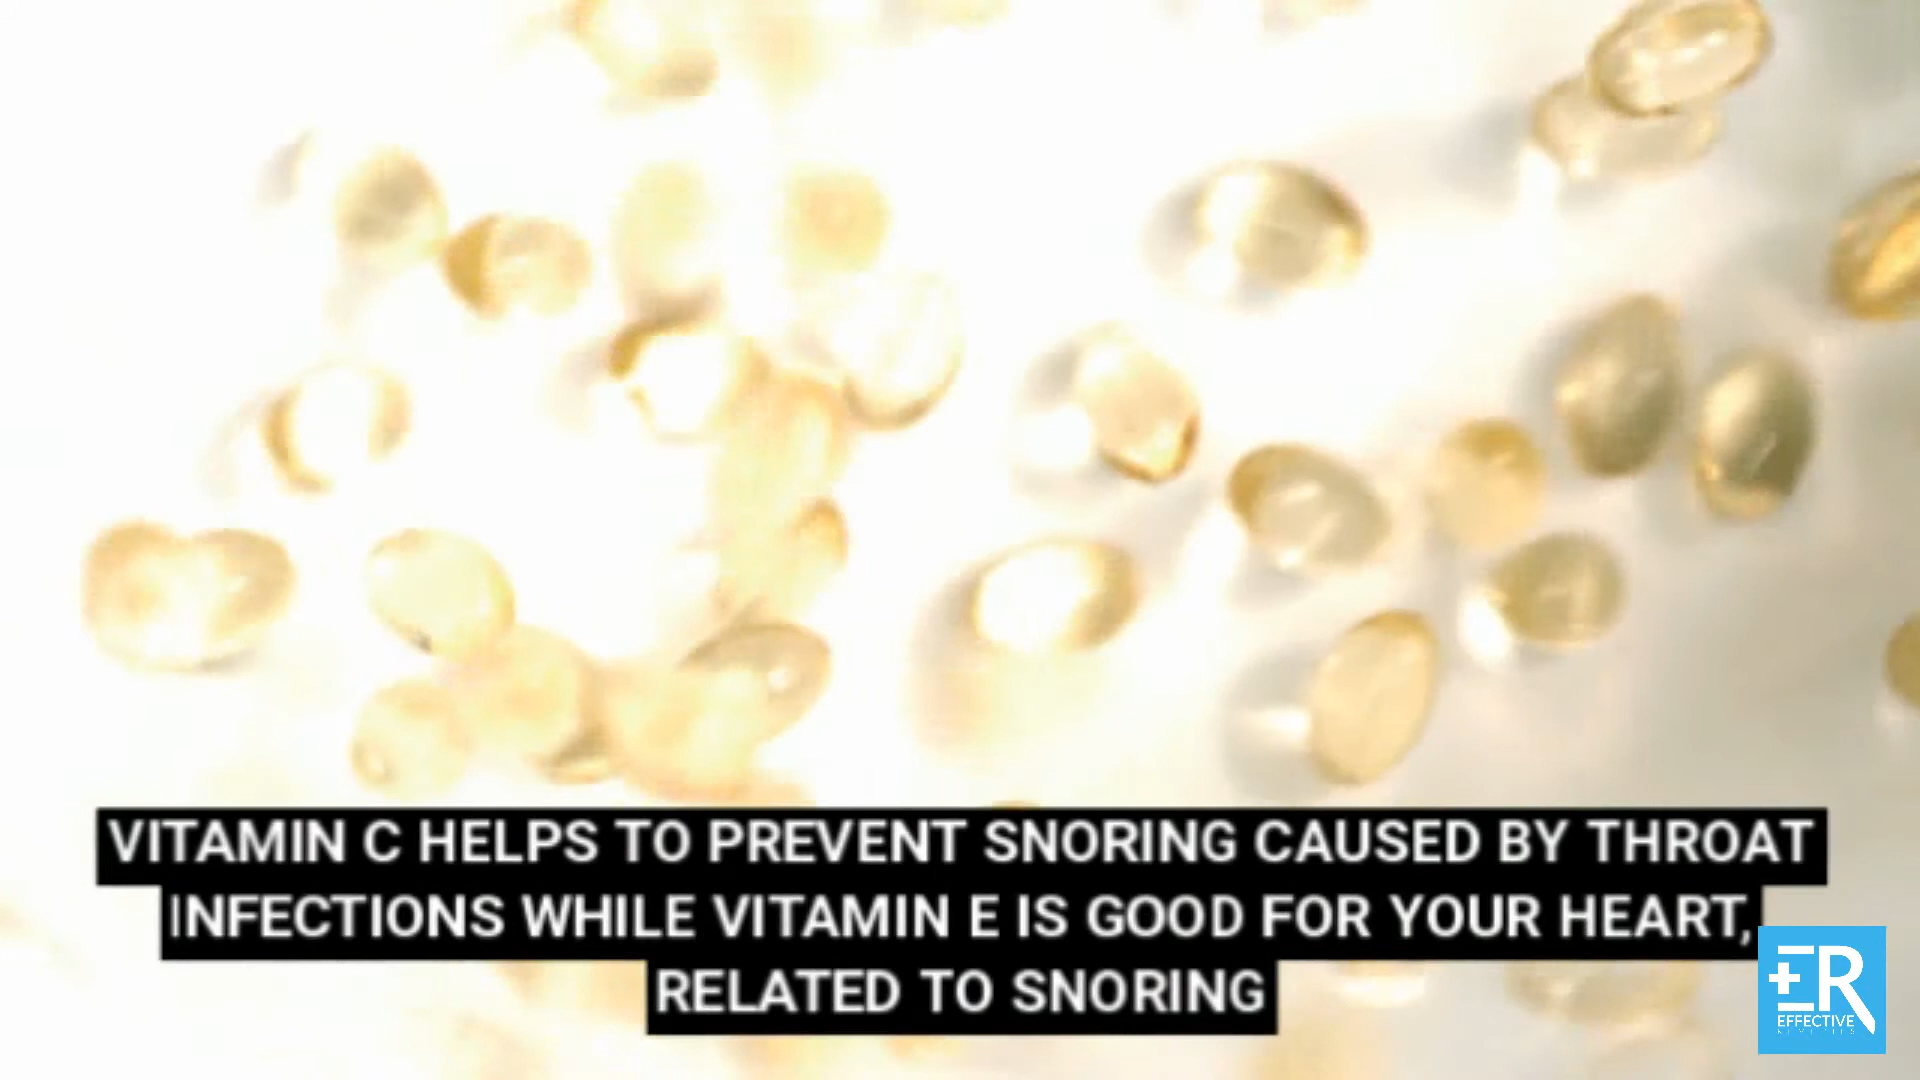 VITAMIN C HELPS TO PREVENT SNORING CAUSED BY THROAT
INFECTIONS WHILE VITAMIN E IS GOOD FOR YOUR HEART,
RELATED TO SNORING
ER
EFFECTIVE